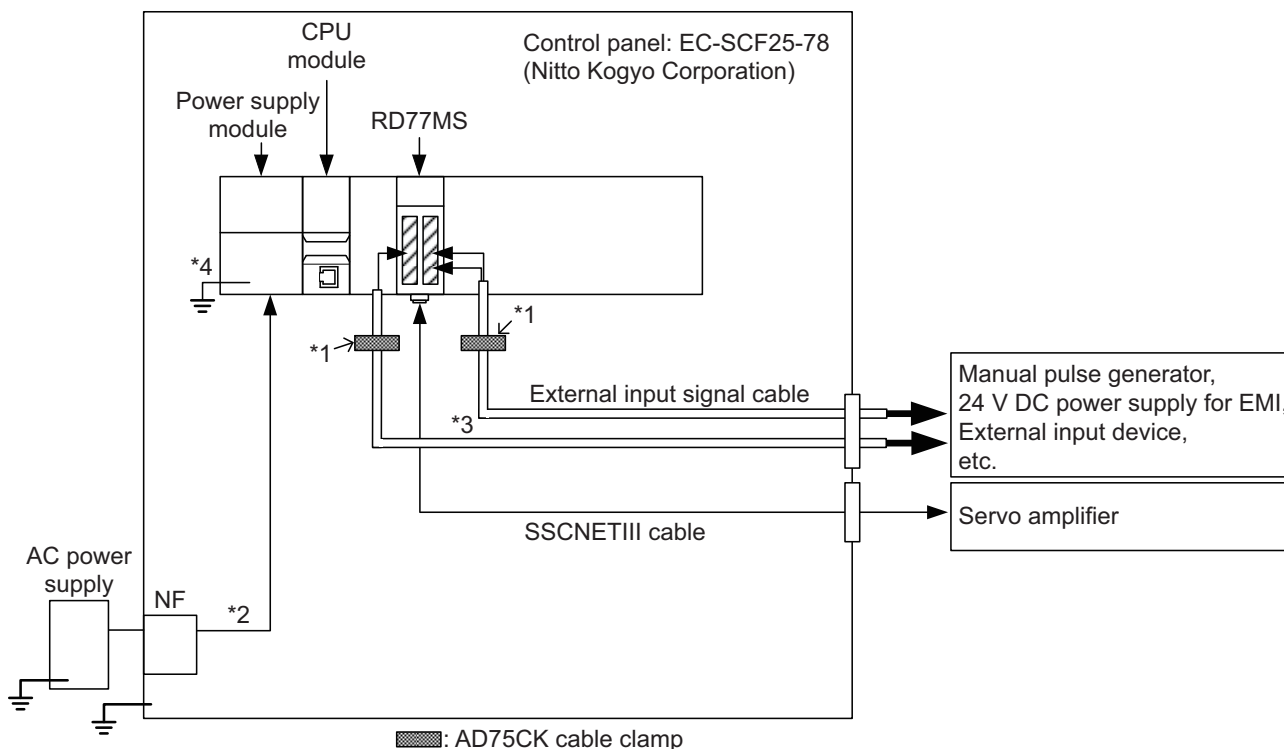 CPU
module
Control panel: EC-SCF25-78
(Nitto Kogyo Corporation)
Power supply
module
RD77MS
*4
*1
*1
External input signal cable
*3
Manual pulse generator,
24 V DC power supply for EMI,
External input device,
etc.
SSCNETIII cable
Servo amplifier
AC power
supply
NF
*2
: AD75CK cable clamp